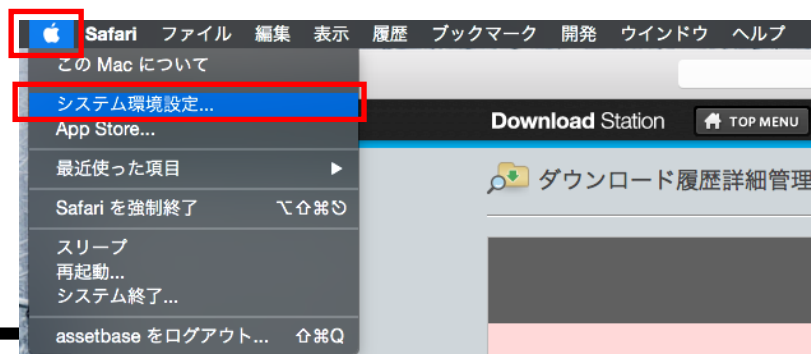 Safari ファイル 編集 表示 履歴 ブックマーク 開発 ウインドウ ヘルプ
この Mac について
システム環境設定...
App Store...
最近使った項目 ▶
Safari を強制終了 ⌥⇧⌘⎋
スリープ
再起動...
システム終了...
assetbase をログアウト... ⇧⌘Q
Download Station TOP MENU
ダウンロード履歴詳細管理